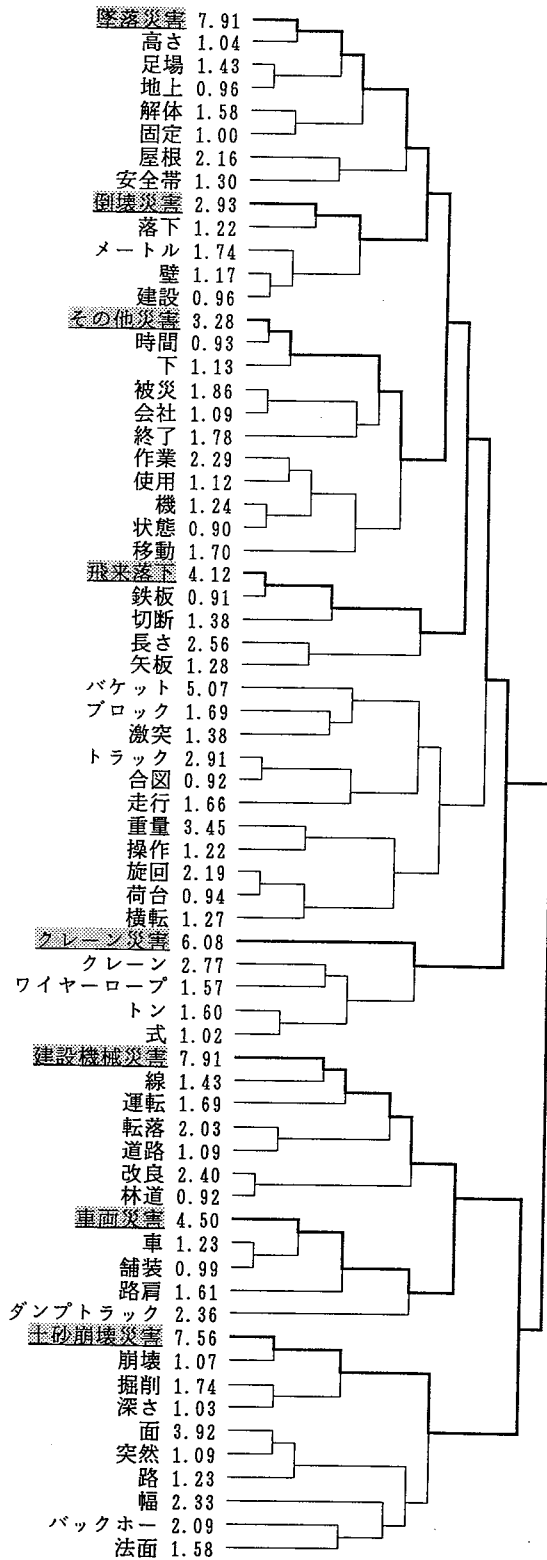 墜落災害 7.91
高さ 1.04
足場 1.43
地上 0.96
解体 1.58
固定 1.00
屋根 2.16
安全帯 1.30
倒壊災害 2.93
落下 1.22
メートル 1.74
壁 1.17
建設 0.96
その他災害 3.28
時間 0.93
下 1.13
被災 1.86
会社 1.09
終了 1.78
作業 2.29
使用 1.12
機 1.24
状態 0.90
移動 1.70
飛来落下 4.12
鉄板 0.91
切断 1.38
長さ 2.56
矢板 1.28
バケット 5.07
ブロック 1.69
激突 1.38
トラック 2.91
合図 0.92
走行 1.66
重量 3.45
操作 1.22
旋回 2.19
荷台 0.94
横転 1.27
クレーン災害 6.08
クレーン 2.77
ワイヤーロープ 1.57
トン 1.60
式 1.02
建設機械災害 7.91
線 1.43
運転 1.69
転落 2.03
道路 1.09
改良 2.40
林道 0.92
車両災害 4.50
車 1.23
舗装 0.99
路肩 1.61
ダンプトラック 2.36
土砂崩壊災害 7.56
崩壊 1.07
掘削 1.74
深さ 1.03
面 3.92
突然 1.09
路 1.23
幅 2.33
バックホー 2.09
法面 1.58